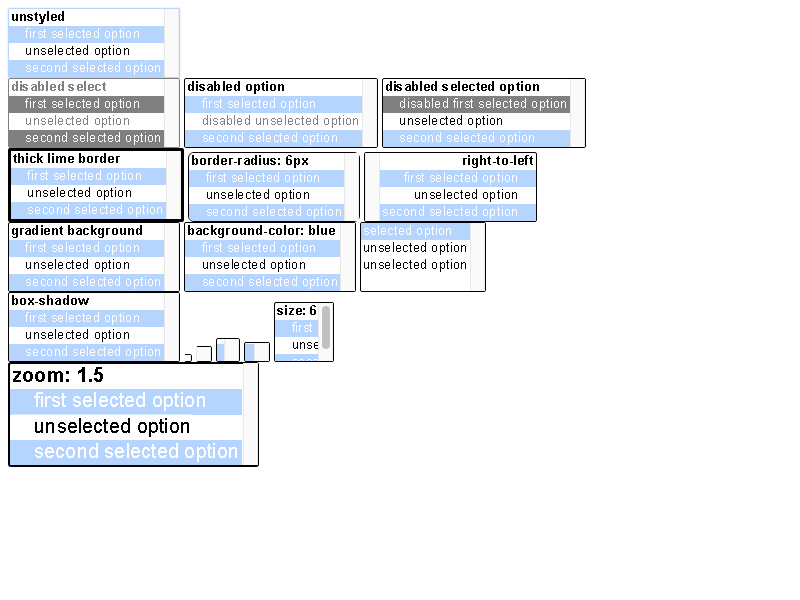 unstyled
first selected option
unselected option
second selected option
disabled select
first selected option
unselected option
second selected option
disabled option
first selected option
disabled unselected option
second selected option
disabled selected option
disabled first selected option
unselected option
second selected option
thick lime border
first selected option
unselected option
second selected option
border-radius: 6px
first selected option
unselected option
second selected option
right-to-left
first selected option
unselected option
second selected option
gradient background
first selected option
unselected option
second selected option
background-color: blue
first selected option
unselected option
second selected option
selected option
unselected option
unselected option
box-shadow
first selected option
unselected option
second selected option
size: 6
first
unse
zoom: 1.5
first selected option
unselected option
second selected option